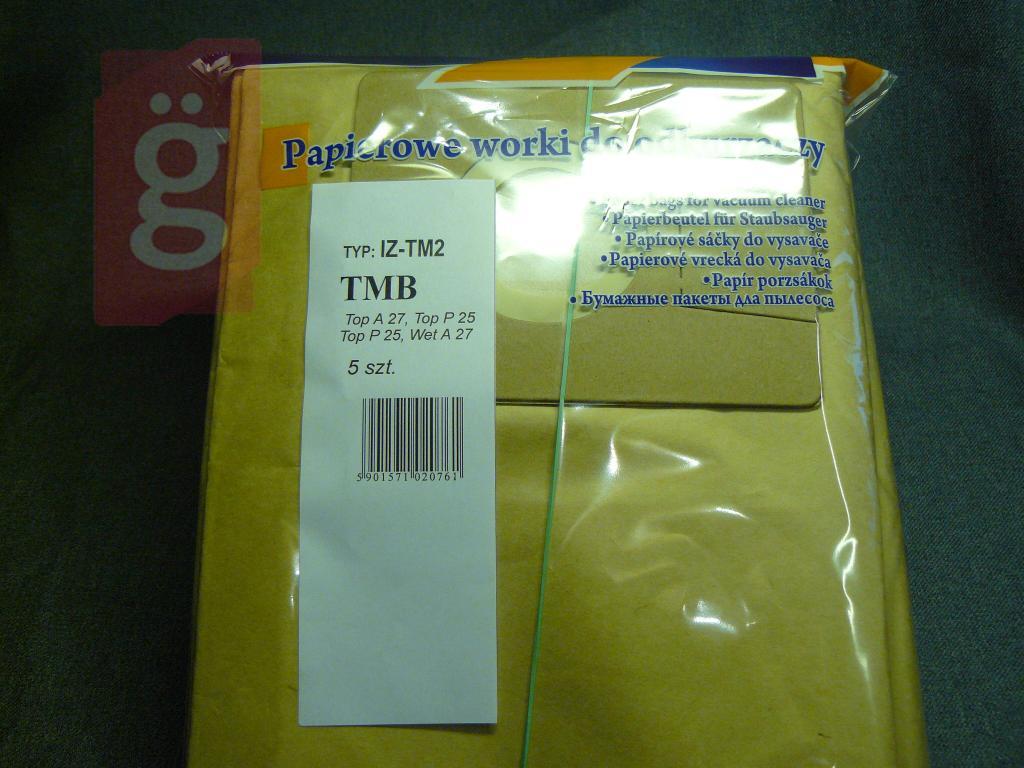 Papierowe worki do odkurzaczy
bags for vacuum cleaner
• Papierbeutel für Staubsauger
• Papírové sáčky do vysavače
• Papierové vrecká do vysavača
• Papír porzsákok
• Бумажные пакеты для пылесоса
TYP: IZ-TM2
TMB
Top A 27, Top P 25
Top P 25, Wet A 27
5 szt.
5 901571 020761
g̈